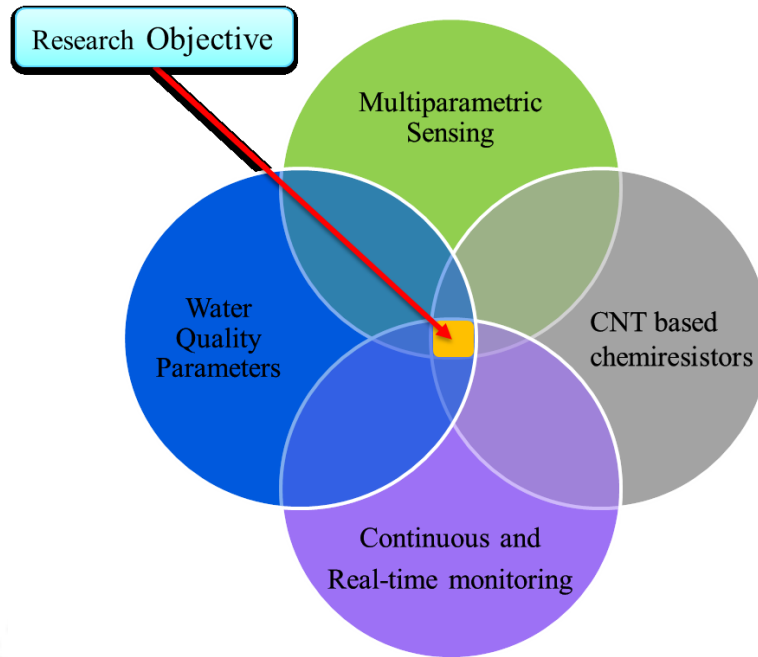 Research Objective
Multiparametric
Sensing
Water
Quality
Parameters
CNT based
chemiresistors
Continuous and
Real-time monitoring